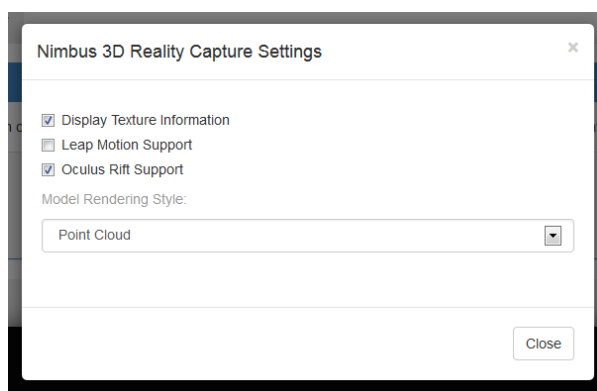 Nimbus 3D Reality Capture Settings
×
Display Texture Information
Leap Motion Support
Oculus Rift Support
Model Rendering Style:
Point Cloud
Close